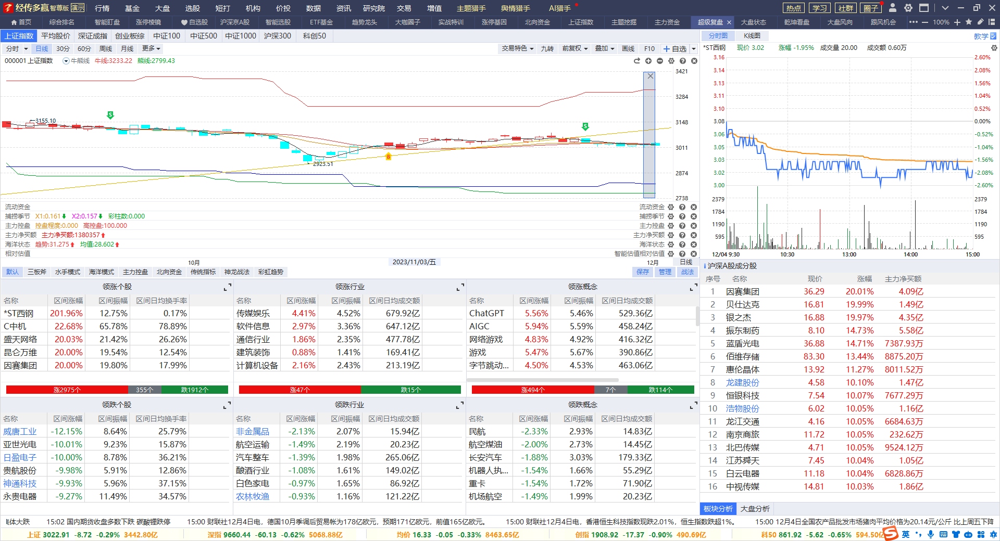 经传多赢 智尊版 演示 行情 基金 大盘 选股 短打 机构 价投 数据 资讯 研究院 交易 增值 主题猎手 舆情猎手 AI猎手 热点 学习 社群 圈子
首页 综合排名 智能盯盘 涨停棱镜 自选股 沪深京A股 智能选股 ETF基金 趋势龙头 大咖圈子 实战特训 涨停基因 北向资金 上证指数 主题挖掘 主力资金 超级复盘 大盘状态 乾坤看盘 大盘风向 跟风机会 100%
上证指数 平均股价 深证成指 创业板综 中证100 中证500 中证1000 沪深300 科创50
分时 日线 30分 60分 周线 月线 更多 交易特色 九转 前复权 叠加 画线 F10 自选
000001 上证指数 牛熊线 牛线:3233.22 熊线:2799.43
3421
3284
3148
3011
2874
2738
3155.10
S
S
B
2923.51
流动资金 流动资金
捕捞季节 X1:0.161 X2:0.157 彩柱数:0.000 捕捞季节
主力控盘 控盘程度:0.000 高控盘:100.000 主力控盘
主力净买额 主力净买额:1380357 主力净买额
海洋状态 趋势:31.275 均值:28.602 海洋状态
相对估值 智能估值相对估值
10月 2023/11/03/五 12月 日线
默认 三板斧 水手模式 海洋模式 主力控盘 北向资金 传统指标 神龙战法 彩虹趋势 保存 管理 战法
领涨个股
名称 区间涨幅 区间振幅 区间日均换手率
*ST西钢 201.96% 12.75% 0.17%
C中机 22.68% 65.78% 78.89%
盛天网络 20.03% 21.42% 26.26%
昆仑万维 20.00% 19.54% 12.54%
因赛集团 20.00% 19.80% 17.99%
涨2975个 355个 跌1912个
领涨行业
名称 区间涨幅 区间振幅 区间日均成交额
传媒娱乐 4.41% 4.52% 679.92亿
软件信息 2.97% 3.36% 647.12亿
通信行业 1.86% 2.35% 477.78亿
建筑装饰 0.88% 1.41% 169.41亿
计算机设备 2.16% 2.43% 213.19亿
涨47个 跌15个
领涨概念
名称 区间涨幅 区间振幅 区间日均成交额
ChatGPT 5.56% 5.46% 529.36亿
AIGC 5.94% 5.59% 458.24亿
网络游戏 4.83% 4.92% 416.32亿
游戏 5.47% 5.67% 390.86亿
字节跳动... 4.50% 4.53% 463.06亿
涨494个 7个 跌114个
领跌个股
名称 区间涨幅 区间振幅 区间日均换手率
威唐工业 -12.15% 8.64% 25.79%
亚世光电 -10.01% 9.23% 15.87%
日盈电子 -10.00% 8.78% 36.21%
贵航股份 -9.98% 5.91% 12.86%
神通科技 -9.93% 5.96% 37.15%
永贵电器 -9.27% 11.49% 34.57%
领跌行业
名称 区间涨幅 区间振幅 区间日均成交额
非金属品 -2.13% 2.07% 15.94亿
航空运输 -1.49% 2.19% 20.23亿
汽车整车 -1.39% 1.98% 265.06亿
酿酒行业 -1.08% 1.61% 149.02亿
白色家电 -0.97% 1.65% 86.92亿
农林牧渔 -0.93% 1.16% 121.22亿
领跌概念
名称 区间涨幅 区间振幅 区间日均成交额
民航 -2.33% 2.93% 14.83亿
航空煤油 -2.00% 2.73% 14.45亿
长安汽车 -1.88% 3.03% 179.33亿
机器人执... -1.54% 1.66% 55.29亿
重卡 -1.54% 1.72% 71.90亿
机场航空 -1.49% 1.99% 20.23亿
分时图 K线图 教学
*ST西钢 现价 3.02 涨幅 -1.95% 成交量 20.00 成交额 0.60万
3.16 2.60%
3.14 2.08%
3.13 1.56%
3.11 1.04%
3.10 0.52%
3.08 0.00%
3.06 -0.52%
3.05 -1.04%
3.03 -1.56%
3.02 -2.08%
3.00 -2.60%
2379 2379
1784 1784
1190 1190
595 595
12/04 9:30 10:30 13:00 14:00 15:00
沪深A股成分股
序号 名称 现价 涨幅 主力净买额
1 因赛集团 36.29 20.01% 4.09亿
2 贝仕达克 16.81 19.99% 1.49亿
3 银之杰 16.88 19.97% 4.35亿
4 振东制药 8.10 14.73% 5.58亿
5 蓝盾光电 36.88 14.71% 7387.93万
6 佰维存储 83.30 13.44% 8875.20万
7 惠伦晶体 13.92 11.27% 8011.52万
8 龙建股份 4.58 10.10% 1.47亿
9 恒银科技 7.54 10.07% 7677.29万
10 浩物股份 6.02 10.05% 1.16亿
11 龙江交通 4.16 10.05% 6684.63万
12 南京商旅 11.72 10.05% 232.62万
13 北巴传媒 4.71 10.05% 9524.12万
14 江苏舜天 7.45 10.04% 1.05亿
15 白云电器 11.18 10.04% 6828.86万
16 中视传媒 14.81 10.03% 1.86亿
板块分析 大盘分析
集体大跌 15:02 国内期货收盘多数下跌 碳酸锂跌停 15:00 财联社12月4日电，德国10月季调后贸易帐为178亿欧元，预期171亿欧元，前值165亿欧元。 15:00 财联社12月4日电，香港恒生科技指数现跌2.01%，恒生指数跌超1%。 15:00 12月4日全国农产品批发市场猪肉平均价格为20.14元/公斤 比上周五下降
上证 3022.91 -8.72 -0.29% 3442.80亿 深指 9660.44 -60.13 -0.62% 5068.88亿 均价 16.33 -0.05 -0.33% 8463.65亿 创指 1908.92 -17.37 -0.90% 490.69亿 科50 861.92 -5.62 -0.65% 594.50亿 S 英